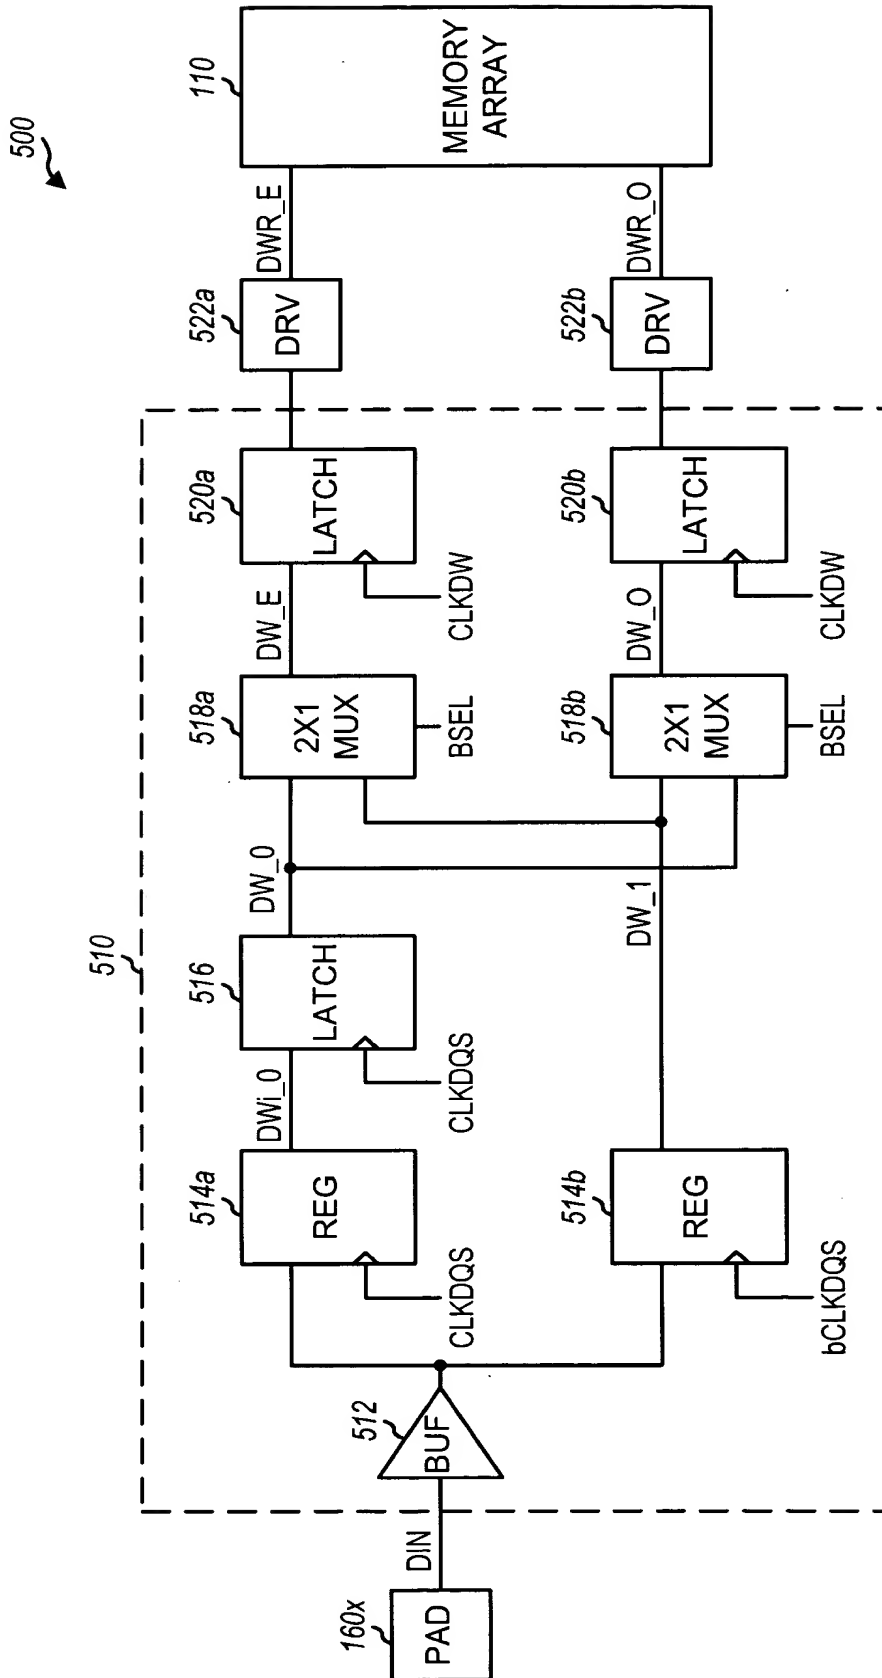 500
510
160x
PAD
DIN
512
BUF
514a
REG
CLKDQS
DWi_0
516
LATCH
CLKDQS
DW_0
518a
2X1
MUX
BSEL
DW_E
520a
LATCH
CLKDW
522a
DRV
DWR_E
110
MEMORY
ARRAY
514b
REG
bCLKDQS
DW_1
518b
2X1
MUX
BSEL
DW_O
520b
LATCH
CLKDW
522b
DRV
DWR_O